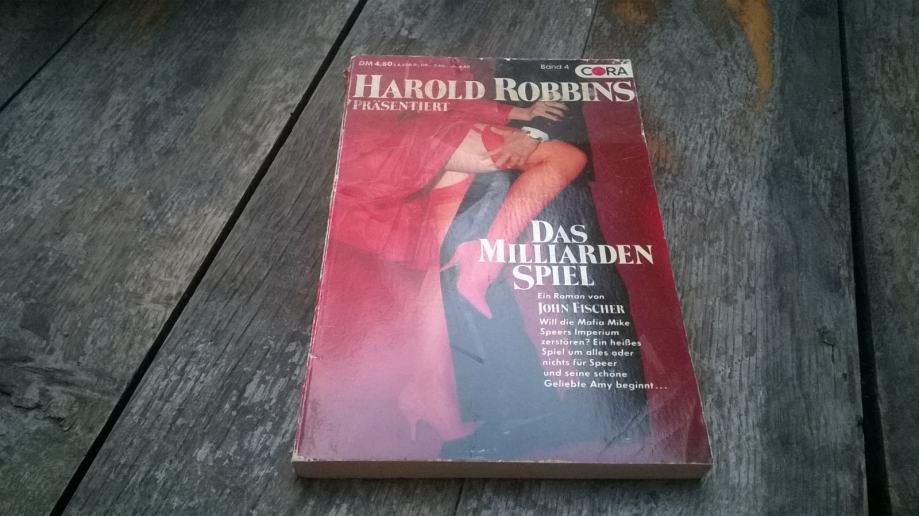 DM 4,80
Band 4
CORA
HAROLD ROBBINS
PRÄSENTIERT
DAS
MILLIARDEN
SPIEL
Ein Roman von
JOHN FISCHER
Will die Mafia Mike
Speers Imperium
zerstören? Ein heißes
Spiel um alles oder
nichts für Speer
und seine schöne
Geliebte Amy beginnt...